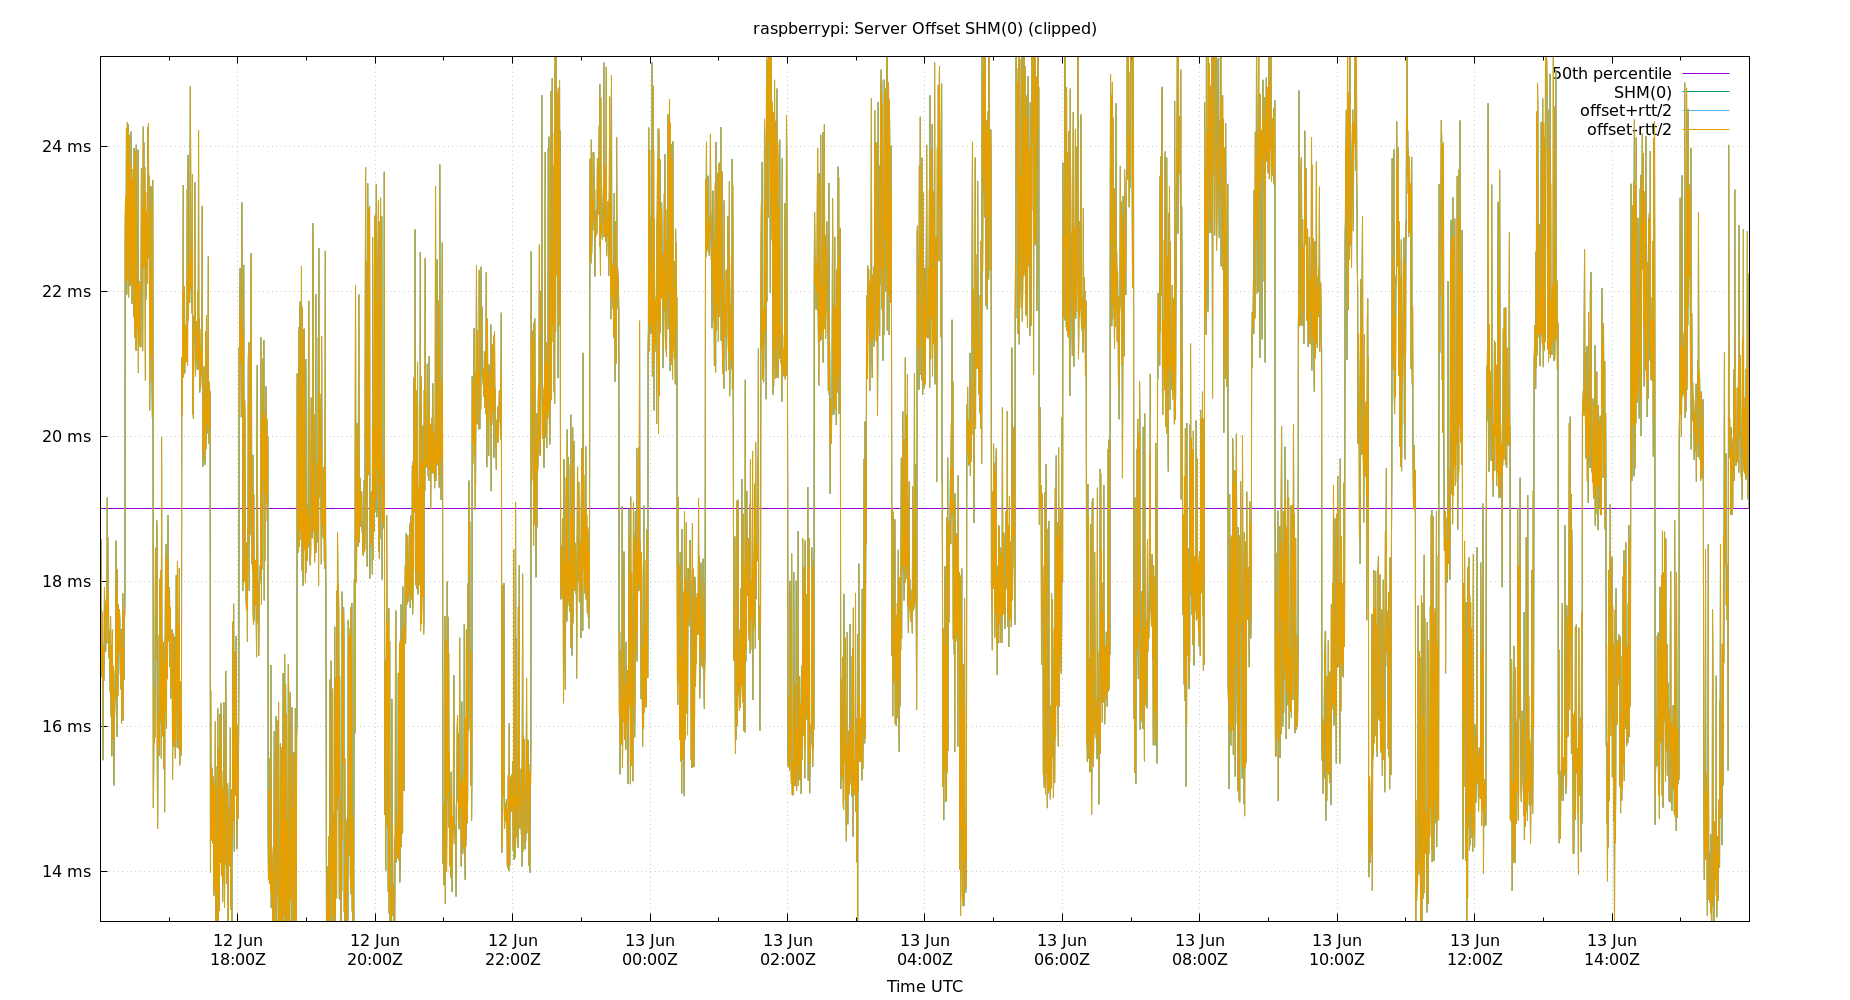 raspberrypi: Server Offset SHM(0) (clipped)
50th percentile
SHM(0)
offset+rtt/2
offset-rtt/2
24 ms
22 ms
20 ms
18 ms
16 ms
14 ms
12 Jun 12 Jun 12 Jun 13 Jun 13 Jun 13 Jun 13 Jun 13 Jun 13 Jun 13 Jun 13 Jun
18:00Z 20:00Z 22:00Z 00:00Z 02:00Z 04:00Z 06:00Z 08:00Z 10:00Z 12:00Z 14:00Z
Time UTC